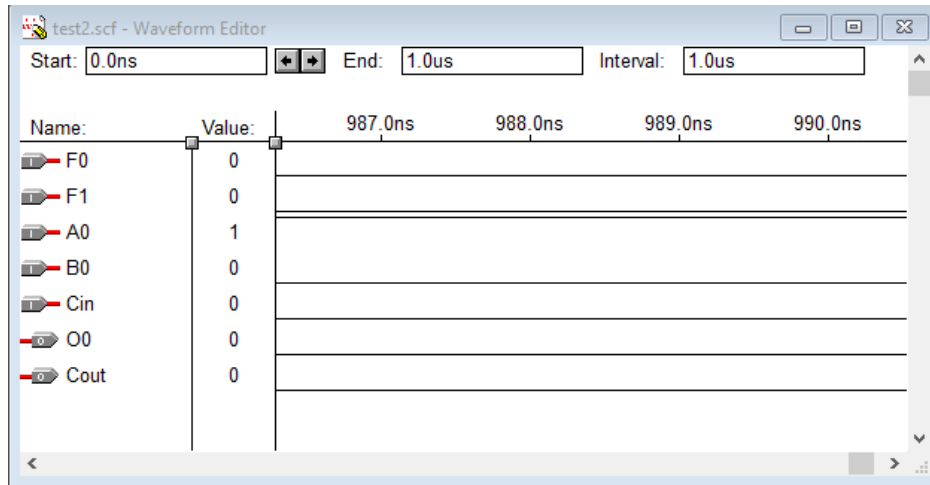 test2.scf - Waveform Editor
Start: 0.0ns End: 1.0us Interval: 1.0us
Name: Value: 987.0ns 988.0ns 989.0ns 990.0ns
I F0 0
I F1 0
I A0 1
I B0 0
I Cin 0
O O0 0
O Cout 0